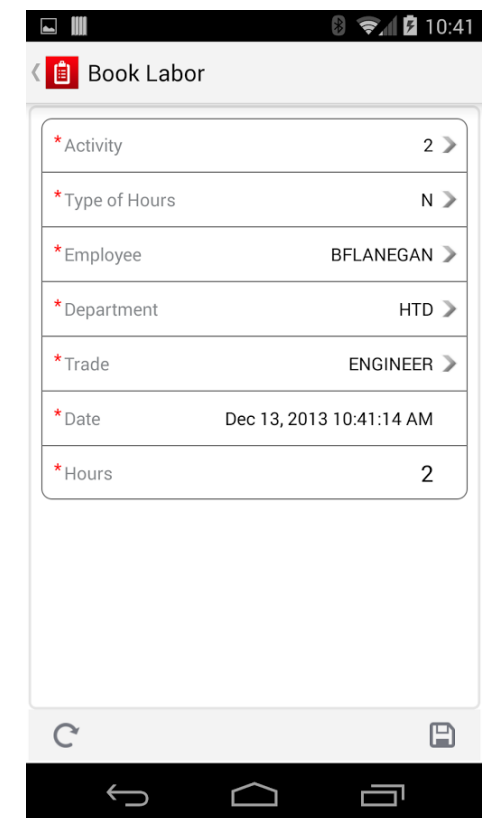 10:41
Book Labor
*Activity 2
*Type of Hours N
*Employee BFLANEGAN
*Department HTD
*Trade ENGINEER
*Date Dec 13, 2013 10:41:14 AM
*Hours 2